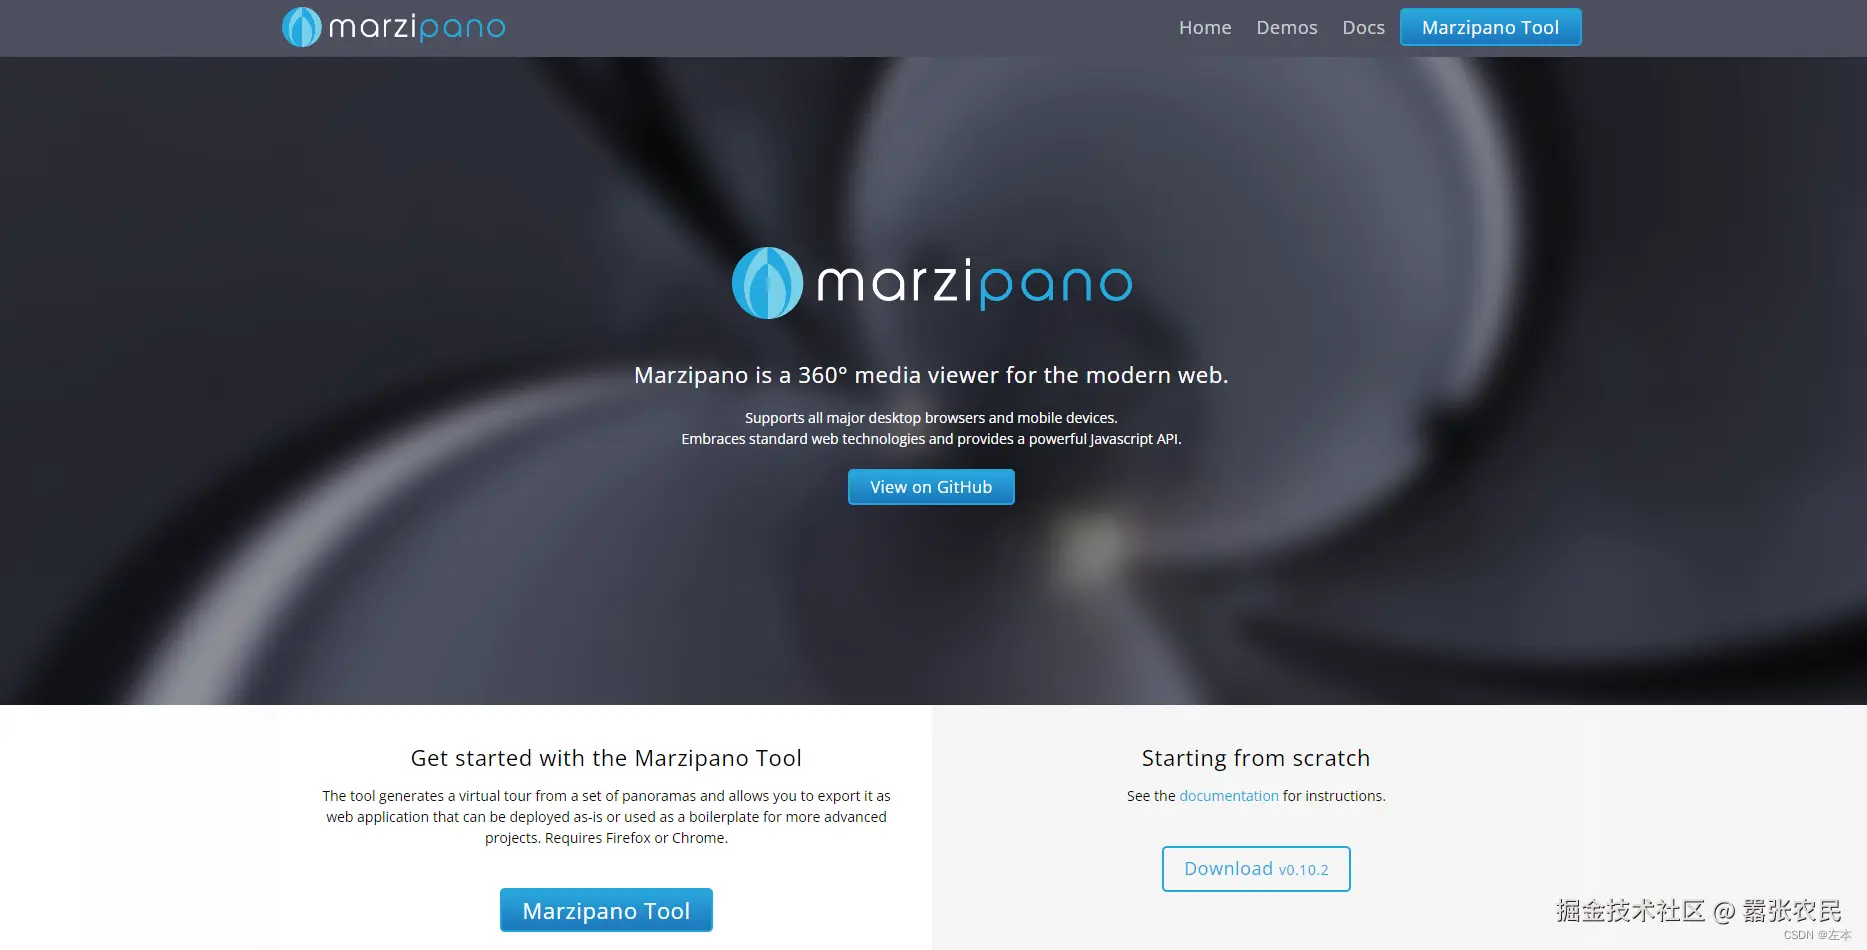 marzipano
Home Demos Docs Marzipano Tool
marzipano
Marzipano is a 360° media viewer for the modern web.
Supports all major desktop browsers and mobile devices.
Embraces standard web technologies and provides a powerful Javascript API.
View on GitHub
Get started with the Marzipano Tool
The tool generates a virtual tour from a set of panoramas and allows you to export it as
web application that can be deployed as-is or used as a boilerplate for more advanced
projects. Requires Firefox or Chrome.
Marzipano Tool
Starting from scratch
See the documentation for instructions.
Download v0.10.2
掘金技术社区 @ 嚣张农民
CSDN @左本